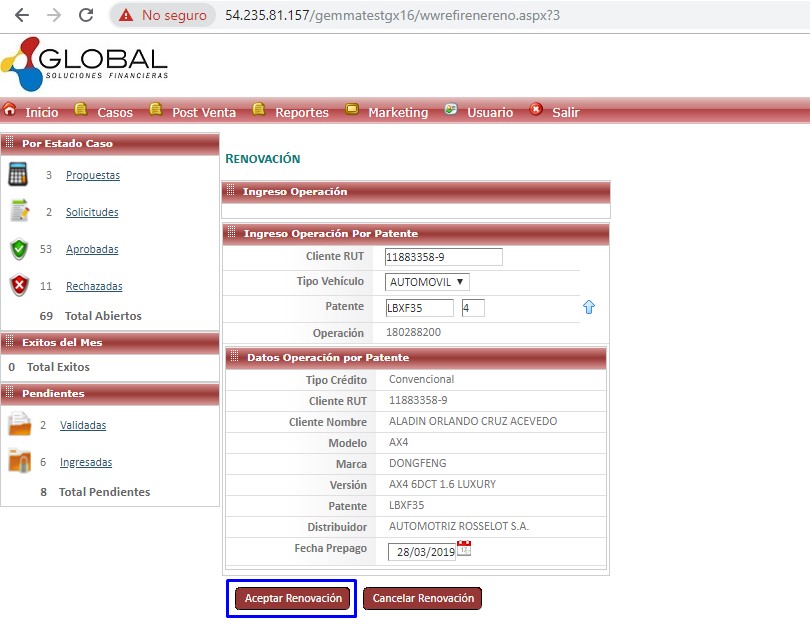 No seguro
54.235.81.157/gemmatestgx16/wwrefirenereno.aspx?3
GLOBAL
SOLUCIONES FINANCIERAS
Inicio Casos Post Venta Reportes Marketing Usuario Salir
Por Estado Caso
3 Propuestas
2 Solicitudes
53 Aprobadas
11 Rechazadas
69 Total Abiertos
Exitos del Mes
0 Total Exitos
Pendientes
2 Validadas
6 Ingresadas
8 Total Pendientes
RENOVACIÓN
Ingreso Operación
Ingreso Operación Por Patente
Cliente RUT 11883358-9
Tipo Vehículo AUTOMOVIL
Patente LBXF35 4
Operación 180288200
Datos Operación por Patente
Tipo Crédito Convencional
Cliente RUT 11883358-9
Cliente Nombre ALADIN ORLANDO CRUZ ACEVEDO
Modelo AX4
Marca DONGFENG
Versión AX4 6DCT 1.6 LUXURY
Patente LBXF35
Distribuidor AUTOMOTRIZ ROSSELOT S.A.
Fecha Prepago 28/03/2019
Aceptar Renovación Cancelar Renovación